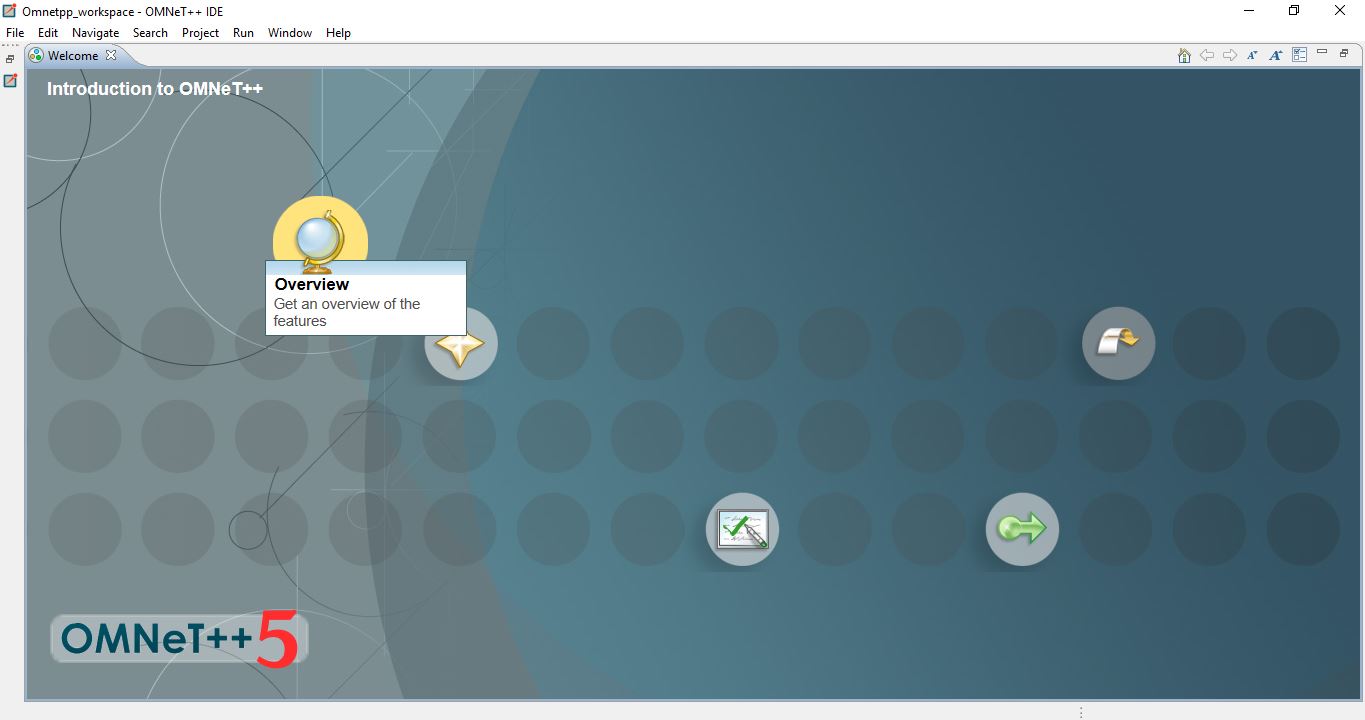 Omnetpp_workspace - OMNeT++ IDE
File Edit Navigate Search Project Run Window Help
Welcome
Introduction to OMNeT++
Overview
Get an overview of the
features
OMNeT++ 5